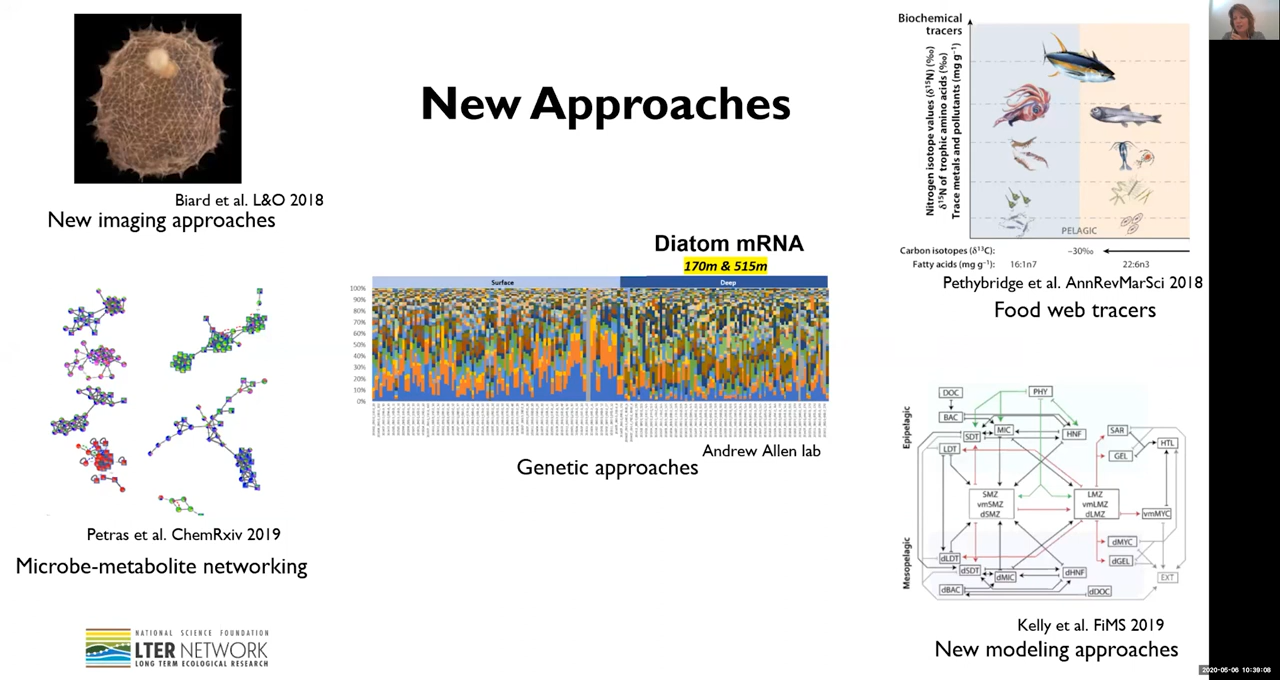 New Approaches
Biard et al. L&O 2018
New imaging approaches
Petras et al. ChemRxiv 2019
Microbe-metabolite networking
NATIONAL SCIENCE FOUNDATION
LTER NETWORK
LONG TERM ECOLOGICAL RESEARCH
Diatom mRNA
170m & 515m
Surface
Deep
100%
90%
80%
70%
60%
50%
40%
30%
20%
10%
0%
Andrew Allen lab
Genetic approaches
Biochemical
tracers
Nitrogen isotope values (δ¹⁵N) (‰)
δ¹⁵N of trophic amino acids (‰)
Trace metals and pollutants (mg g⁻¹)
PELAGIC
Carbon isotopes (δ¹³C):
–30‰
Fatty acids (mg g⁻¹):
16:1n7
22:6n3
Pethybridge et al. AnnRevMarSci 2018
Food web tracers
Epipelagic
Mesopelagic
DOC
PHY
BAC
SDT
MIC
HNF
SAR
HTL
LDT
GEL
SMZ
vmSMZ
dSMZ
LMZ
vmLMZ
dLMZ
vmMYC
dMYC
dLDT
dGEL
dSDT
dMIC
dHNF
EXT
dBAC
dDOC
Kelly et al. FiMS 2019
New modeling approaches
2020-05-06 10:39:08